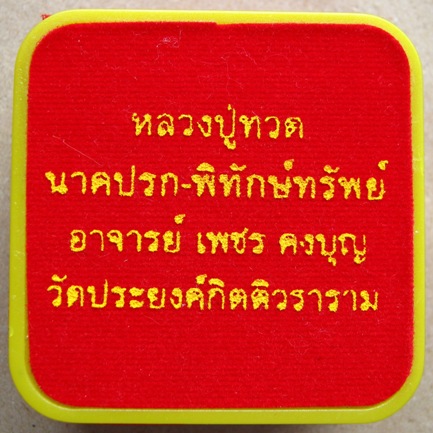 หลวงปู่ทวด
นาคปรก-พิทักษ์ทรัพย์
อาจารย์ เพชร คงบุญ
วัดประยงค์กิตติวราราม